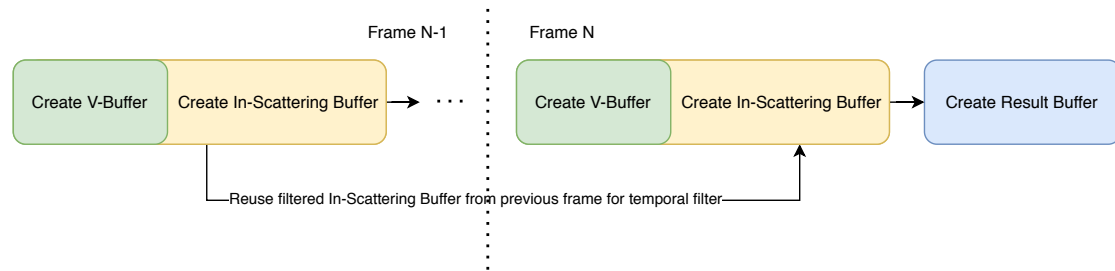 Frame N-1
Frame N
Create V-Buffer
Create In-Scattering Buffer
. . .
Create V-Buffer
Create In-Scattering Buffer
Create Result Buffer
Reuse filtered In-Scattering Buffer from previous frame for temporal filter